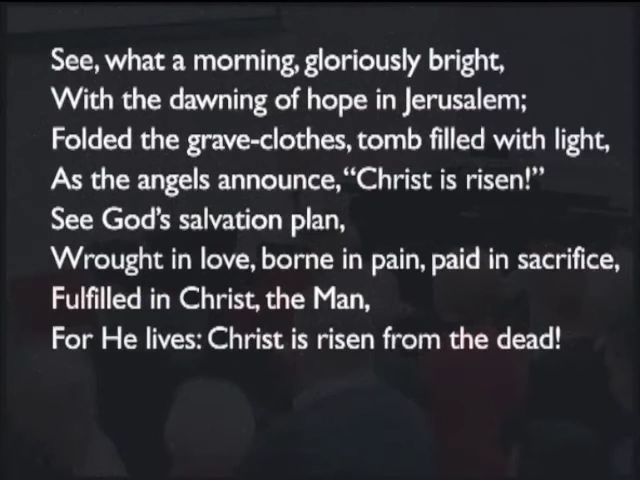 See, what a morning, gloriously bright,
With the dawning of hope in Jerusalem;
Folded the grave-clothes, tomb filled with light,
As the angels announce, “Christ is risen!”
See God’s salvation plan,
Wrought in love, borne in pain, paid in sacrifice,
Fulfilled in Christ, the Man,
For He lives: Christ is risen from the dead!